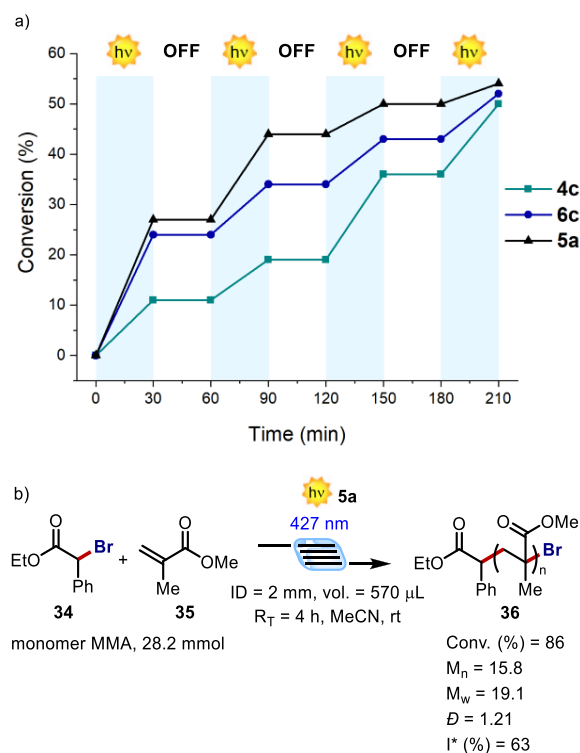 a)
hν OFF hν OFF hν OFF hν
60
50
40
30
20
10
0
Conversion (%)
4c
6c
5a
0 30 60 90 120 150 180 210
Time (min)
b)
hν 5a
427 nm
O
EtO
Br
Ph
34
+
O
OMe
Me
35
ID = 2 mm, vol. = 570 μL
R_T = 4 h, MeCN, rt
O
OMe
O
EtO
Br
n
Ph
Me
36
monomer MMA, 28.2 mmol
Conv. (%) = 86
M_n = 15.8
M_w = 19.1
Đ = 1.21
I* (%) = 63